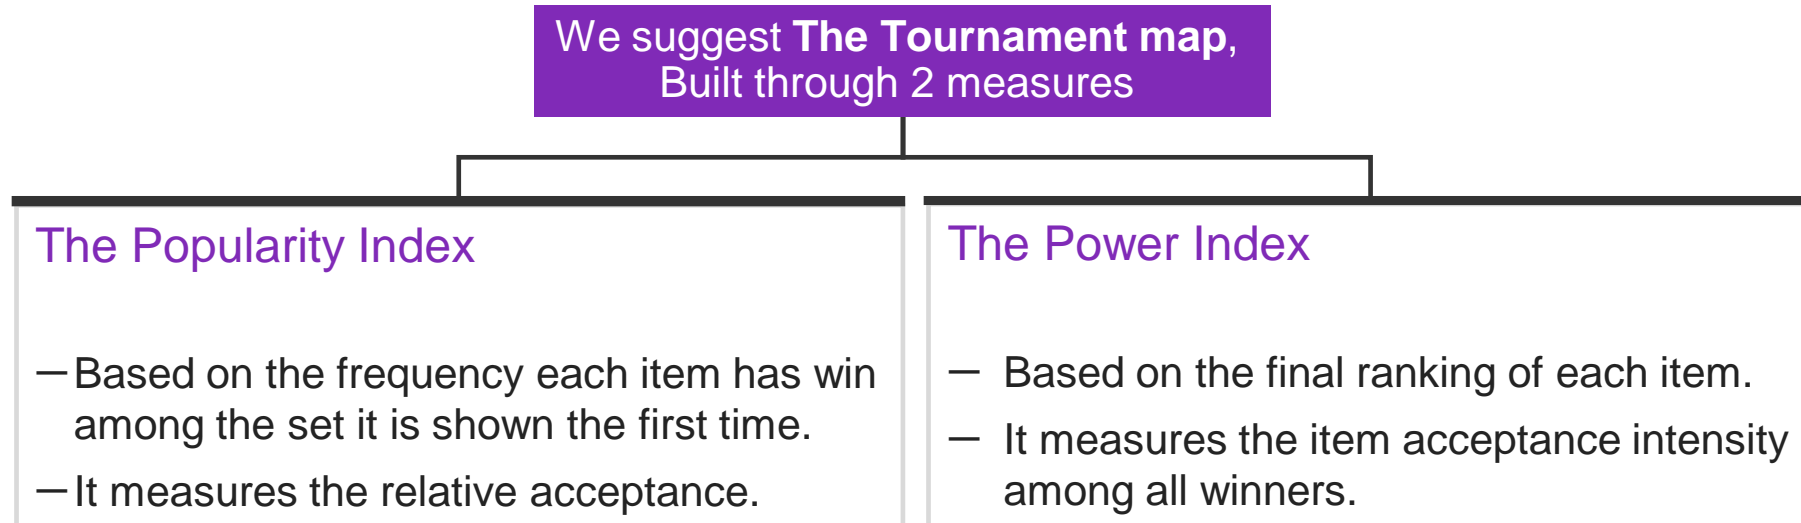 We suggest The Tournament map,
Built through 2 measures
The Popularity Index
— Based on the frequency each item has win
among the set it is shown the first time.
— It measures the relative acceptance.
The Power Index
— Based on the final ranking of each item.
— It measures the item acceptance intensity
among all winners.